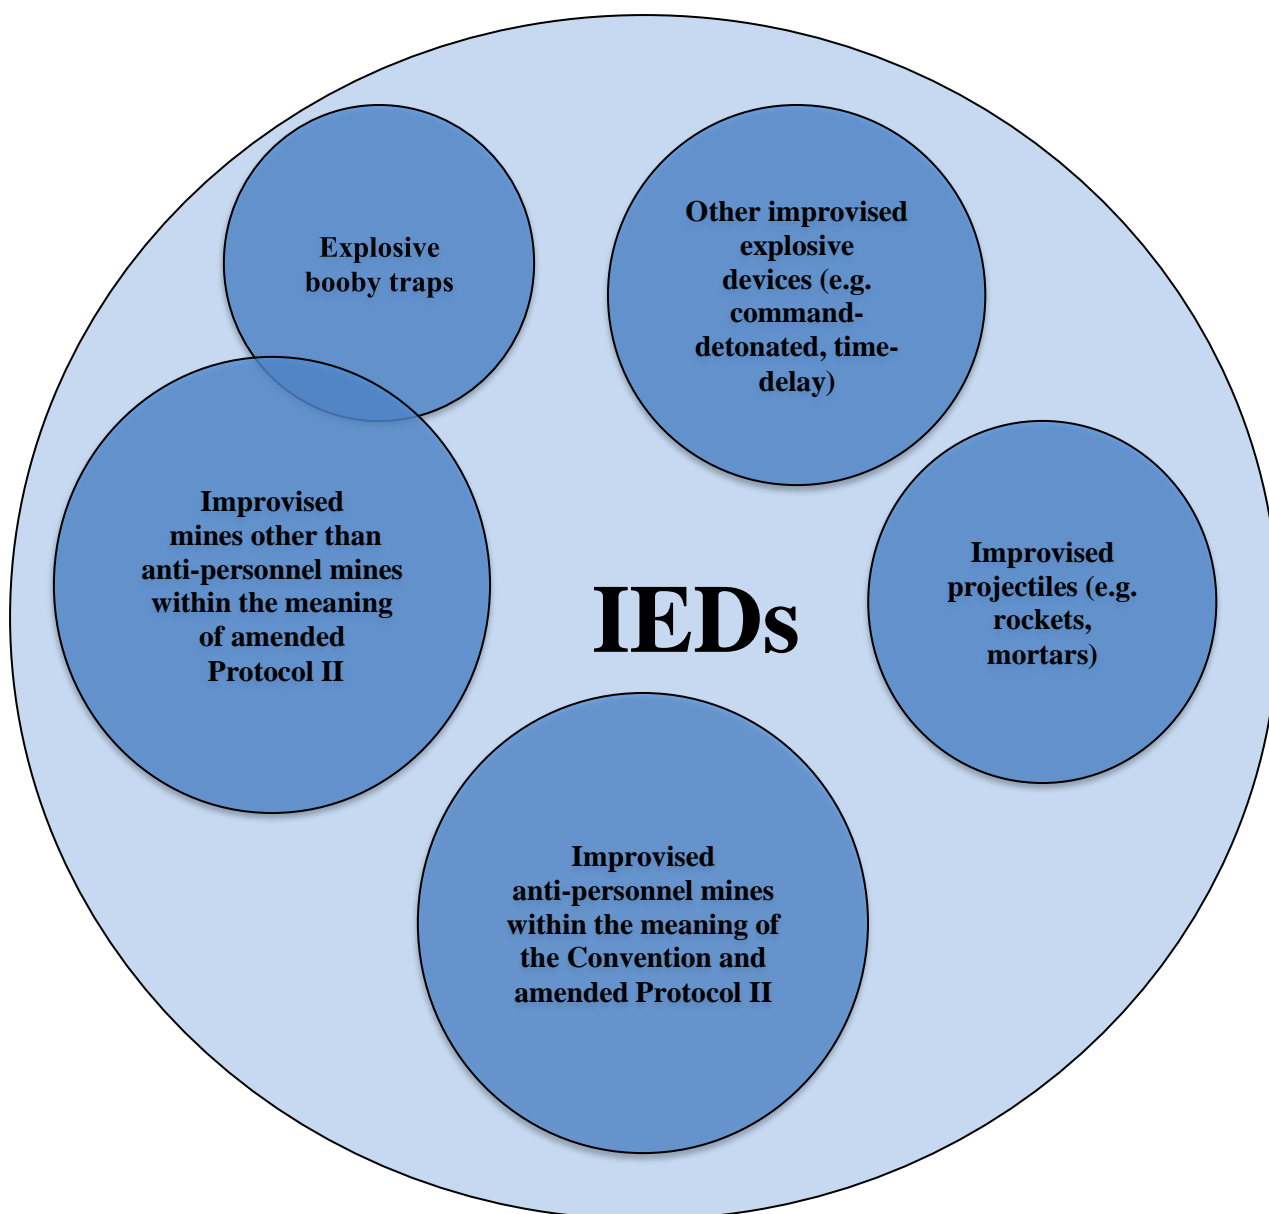 Explosive
booby traps
Other improvised
explosive
devices (e.g.
command-
detonated, time-
delay)
Improvised
mines other than
anti-personnel mines
within the meaning
of amended
Protocol II
IEDs
Improvised
projectiles (e.g.
rockets,
mortars)
Improvised
anti-personnel mines
within the meaning of
the Convention and
amended Protocol II